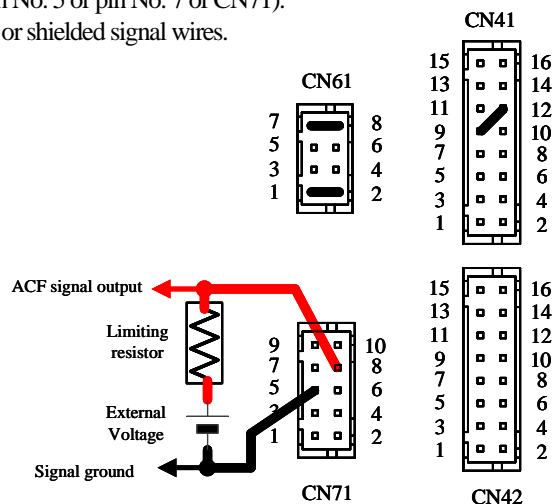 n No. 5 or pin No. 7 of CN71).
or shielded signal wires.
CN41
15 16
13 14
11 12
9 10
7 8
5 6
3 4
1 2
CN61
7 8
5 6
3 4
1 2
ACF signal output
Limiting
resistor
External
Voltage
Signal ground
9 10
7 8
5 6
3 4
1 2
CN71
15 16
13 14
11 12
9 10
7 8
5 6
3 4
1 2
CN42